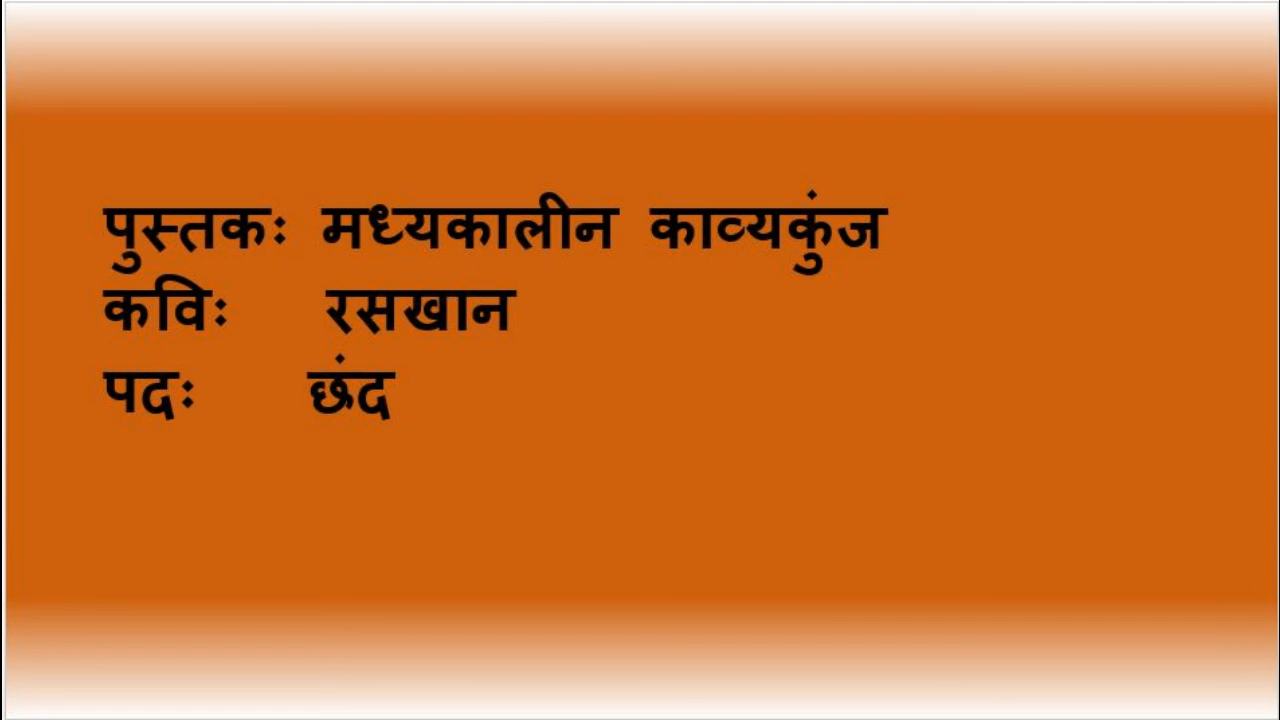 पुस्तकः मध्यकालीन काव्यकुंज
कविः रसखान
पदः छंद